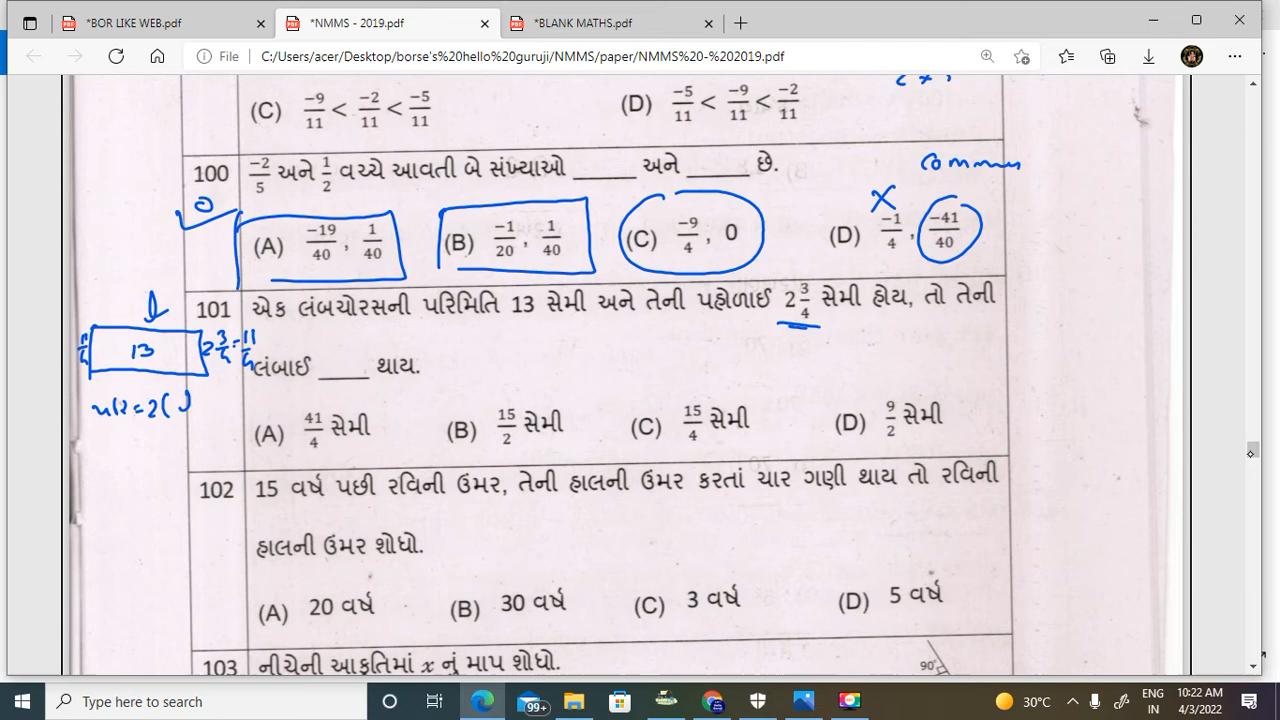 *BOR LIKE WEB.pdf
*NMMS - 2019.pdf
*BLANK MATHS.pdf
File C:/Users/acer/Desktop/borse's%20hello%20guruji/NMMS/paper/NMMS%20-%202019.pdf
(C) -9/11 < -2/11 < -5/11 (D) -5/11 < -9/11 < -2/11
100 -2/5 અને 1/2 વચ્ચે આવતી બે સંખ્યાઓ _____ અને _____ છે.
0
(A) -19/40, 1/40 (B) -1/20, 1/40 (C) -9/4, 0 (D) -1/4, -41/40
101 એક લંબચોરસની પરિમિતિ 13 સેમી અને તેની પહોળાઈ 2 3/4 સેમી હોય, તો તેની
લંબાઈ ____ થાય.
l
13 2 3/4 = 11/4
(A) 41/4 સેમી (B) 15/2 સેમી (C) 15/4 સેમી (D) 9/2 સેમી
102 15 વર્ષ પછી રવિની ઉંમર, તેની હાલની ઉંમર કરતાં ચાર ગણી થાય તો રવિની
હાલની ઉંમર શોધો.
(A) 20 વર્ષ (B) 30 વર્ષ (C) 3 વર્ષ (D) 5 વર્ષ
103 નીચેની આકૃતિમાં x નું માપ શોધો.
90°
Type here to search
99+
30°C
ENG
IN
10:22 AM
4/3/2022